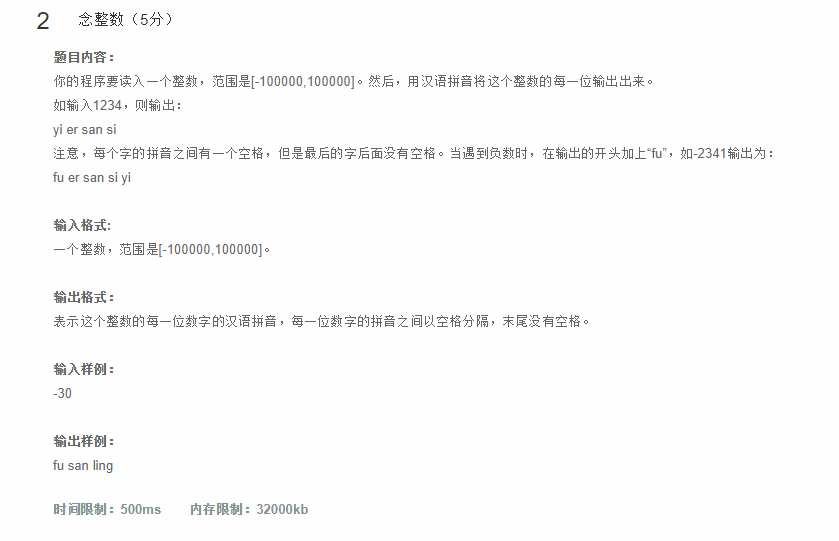 2 念整数（5分）
题目内容：
你的程序要读入一个整数，范围是[-100000,100000]。然后，用汉语拼音将这个整数的每一位输出出来。
如输入1234，则输出：
yi er san si
注意，每个字的拼音之间有一个空格，但是最后的字后面没有空格。当遇到负数时，在输出的开头加上“fu”，如-2341输出为：
fu er san si yi
输入格式:
一个整数，范围是[-100000,100000]。
输出格式：
表示这个整数的每一位数字的汉语拼音，每一位数字的拼音之间以空格分隔，末尾没有空格。
输入样例：
-30
输出样例：
fu san ling
时间限制：500ms 内存限制：32000kb